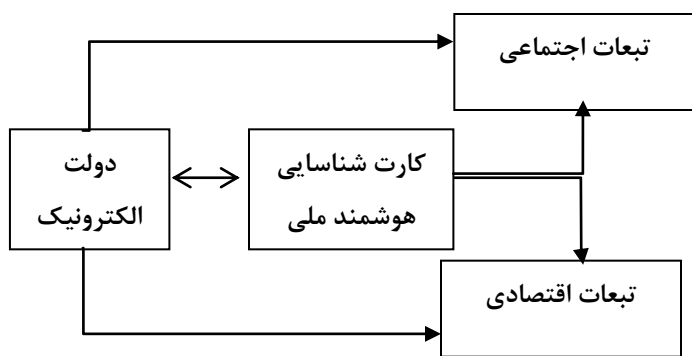 تبعات اجتماعی
کارت شناسایی
هوشمند ملی
دولت
الکترونیک
تبعات اقتصادی